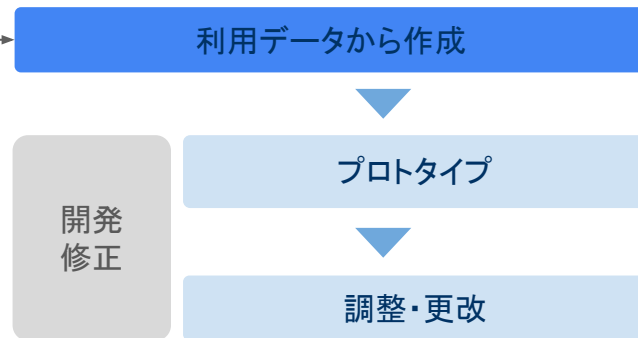 利用データから作成
プロトタイプ
開発
修正
調整・更改